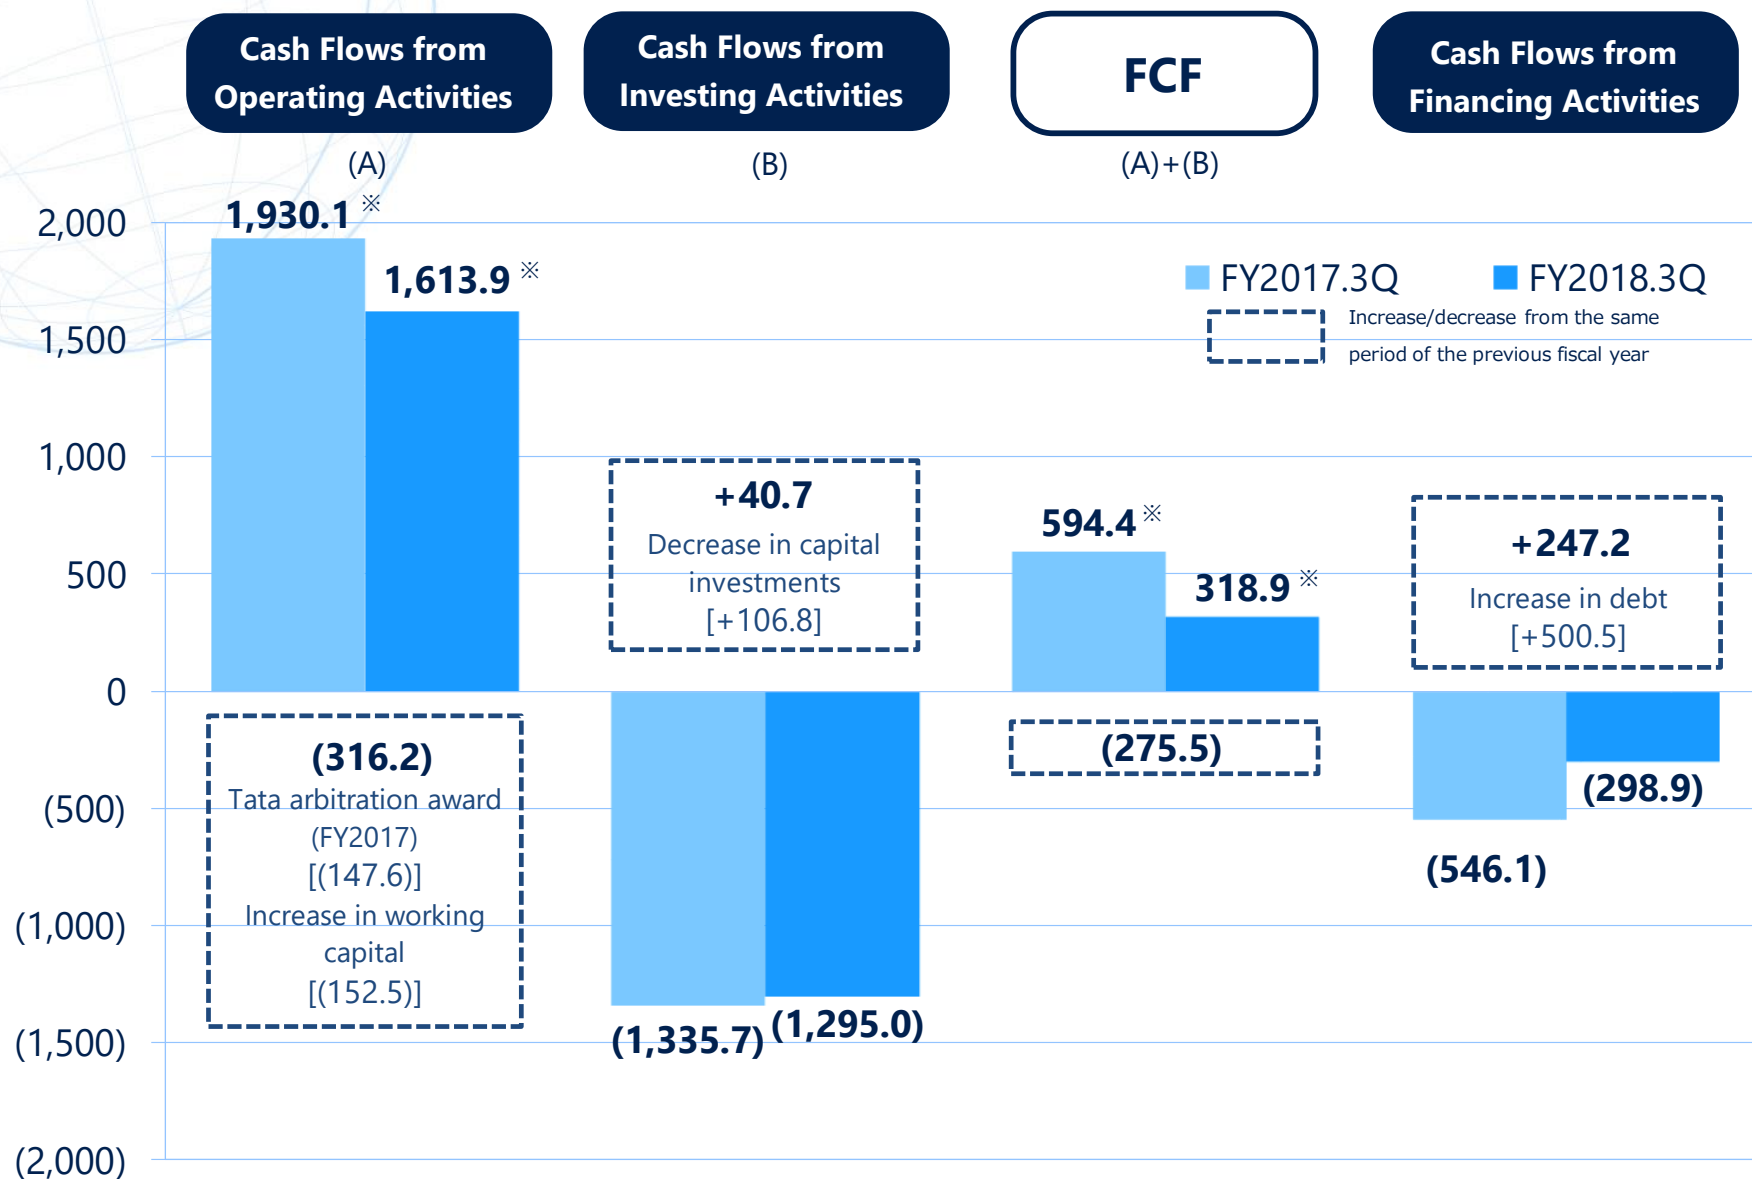 Cash Flows from
Operating Activities
(A)
Cash Flows from
Investing Activities
(B)
FCF
(A)+(B)
Cash Flows from
Financing Activities
2,000
1,500
1,000
500
0
(500)
(1,000)
(1,500)
(2,000)
FY2017.3Q
FY2018.3Q
Increase/decrease from the same
period of the previous fiscal year
1,930.1 ※
1,613.9 ※
(316.2)
Tata arbitration award
(FY2017)
[(147.6)]
Increase in working
capital
[(152.5)]
+40.7
Decrease in capital
investments
[+106.8]
(1,335.7)
(1,295.0)
594.4 ※
318.9 ※
(275.5)
+247.2
Increase in debt
[+500.5]
(546.1)
(298.9)